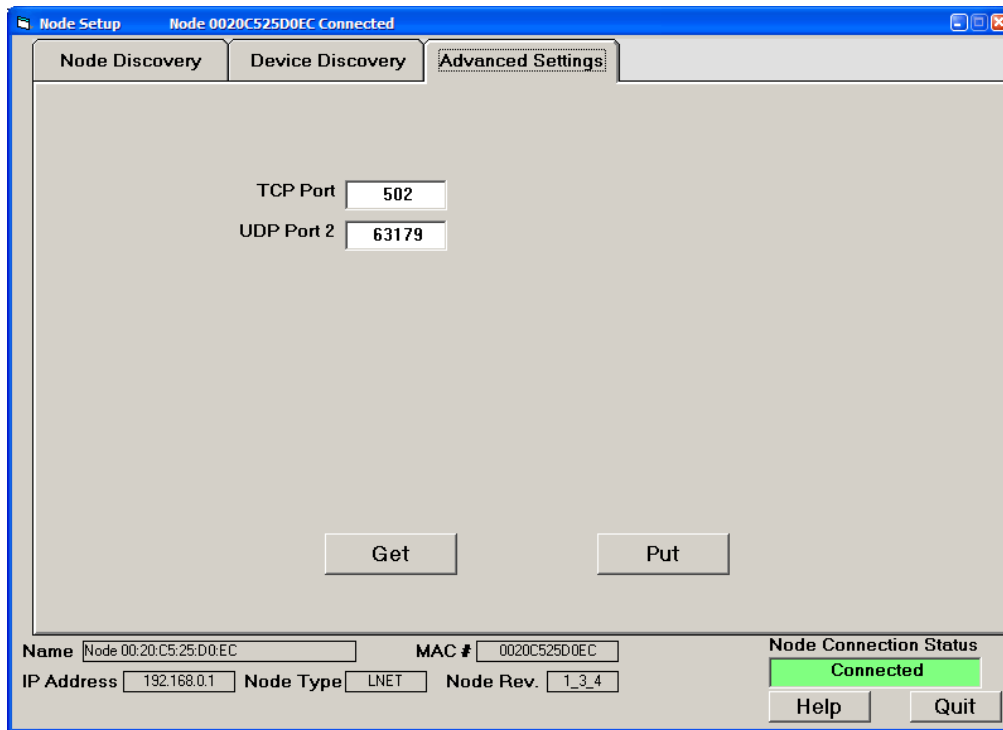 Node Setup Node 0020C525D0EC Connected
Node Discovery Device Discovery Advanced Settings
TCP Port 502
UDP Port 2 63179
Get Put
Name Node 00:20:C5:25:D0:EC MAC # 0020C525D0EC
IP Address 192.168.0.1 Node Type LNET Node Rev. 1_3_4
Node Connection Status
Connected
Help Quit